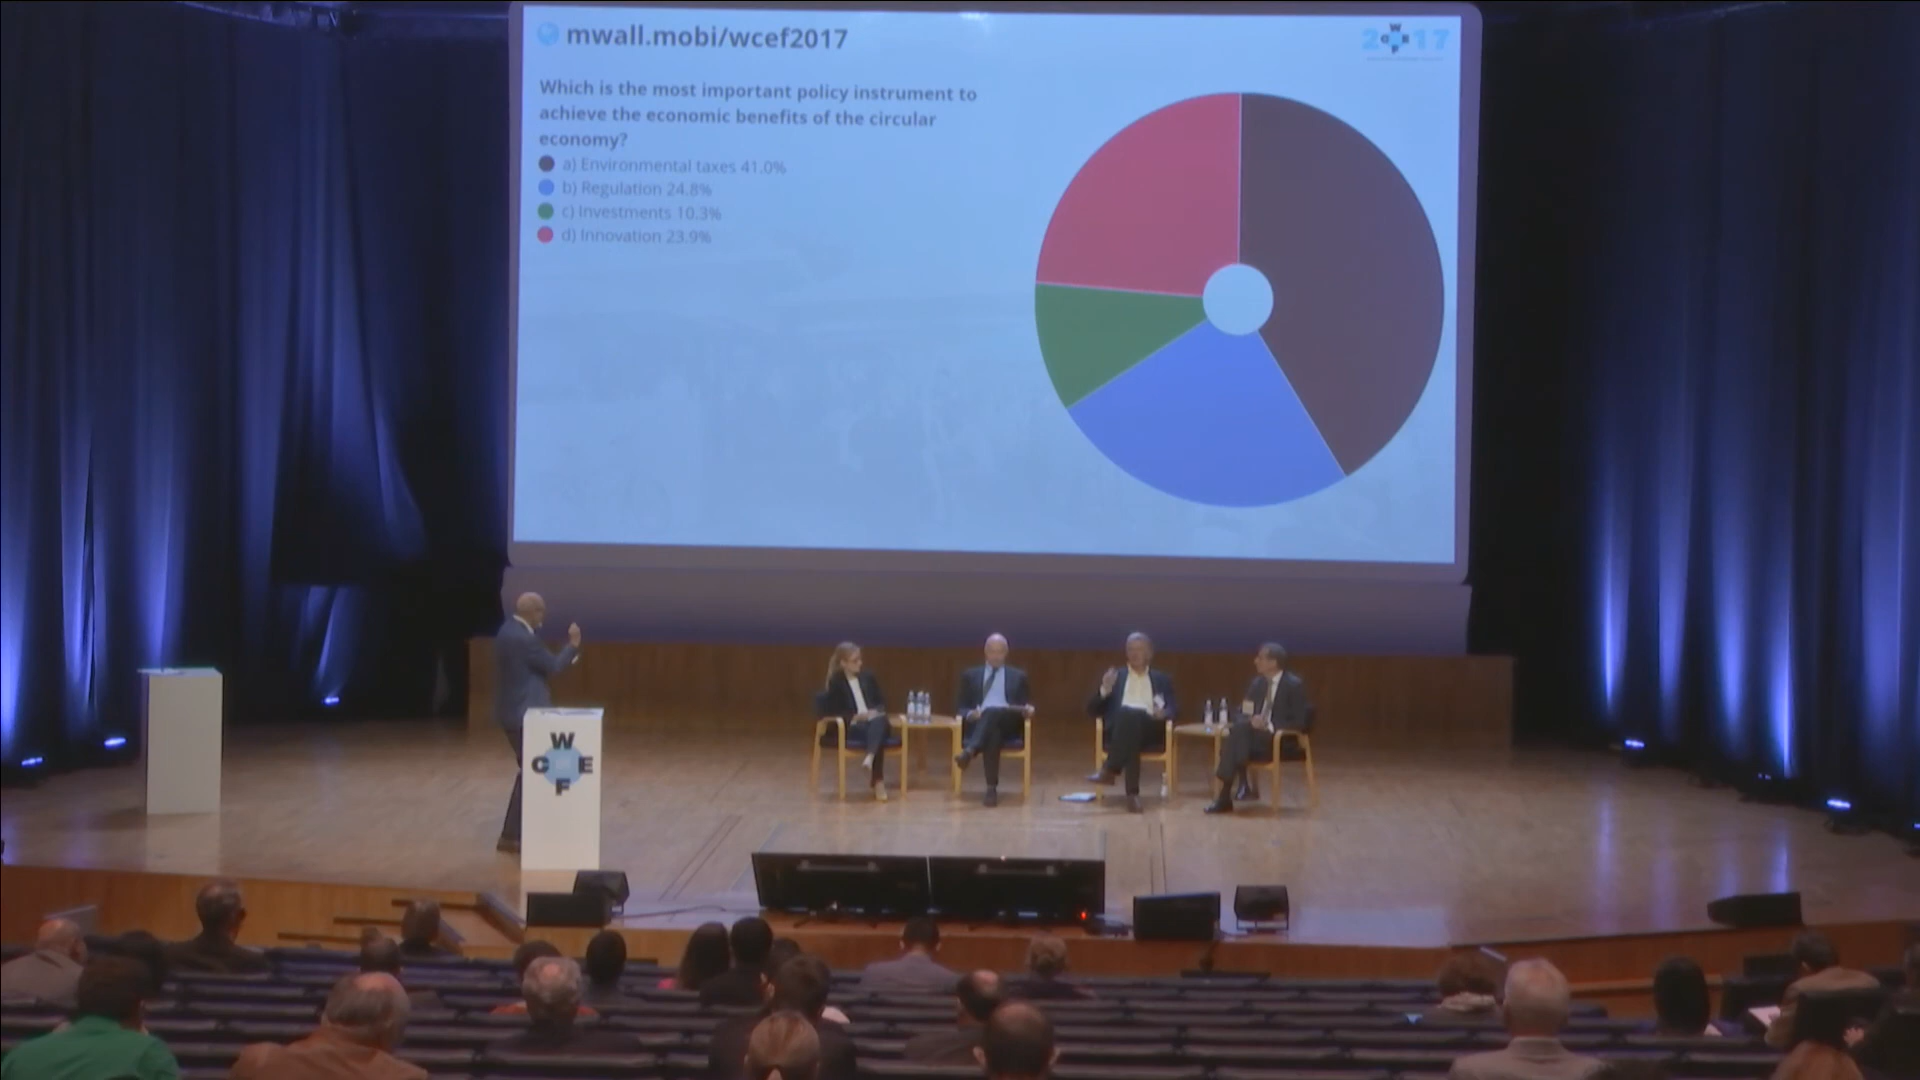 mwall.mobi/wcef2017
2017
W
C E
F
Which is the most important policy instrument to
achieve the economic benefits of the circular
economy?
a) Environmental taxes 41.0%
b) Regulation 24.8%
c) Investments 10.3%
d) Innovation 23.9%
W
C E
F